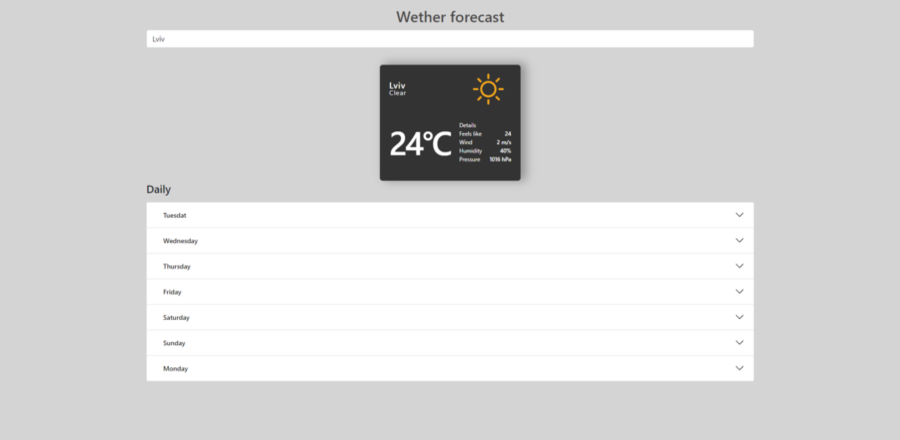 Wether forecast
Lviv
Lviv
Clear
24°C
Details
Feels like 24
Wind 2 m/s
Humidity 40%
Pressure 1016 hPa
Daily
Tuesdat
Wednesday
Thursday
Friday
Saturday
Sunday
Monday